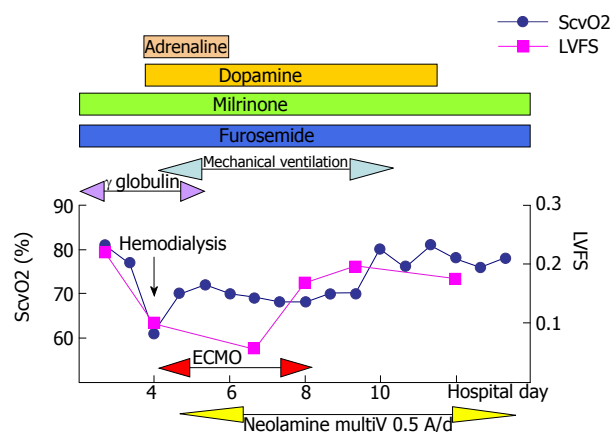 ScvO2
LVFS
Adrenaline
Dopamine
Milrinone
Furosemide
Mechanical ventilation
γ globulin
90
80
70
60
ScvO2 (%)
0.3
0.2
0.1
LVFS
Hemodialysis
ECMO
4
6
8
10
Hospital day
Neolamine multiV 0.5 A/d